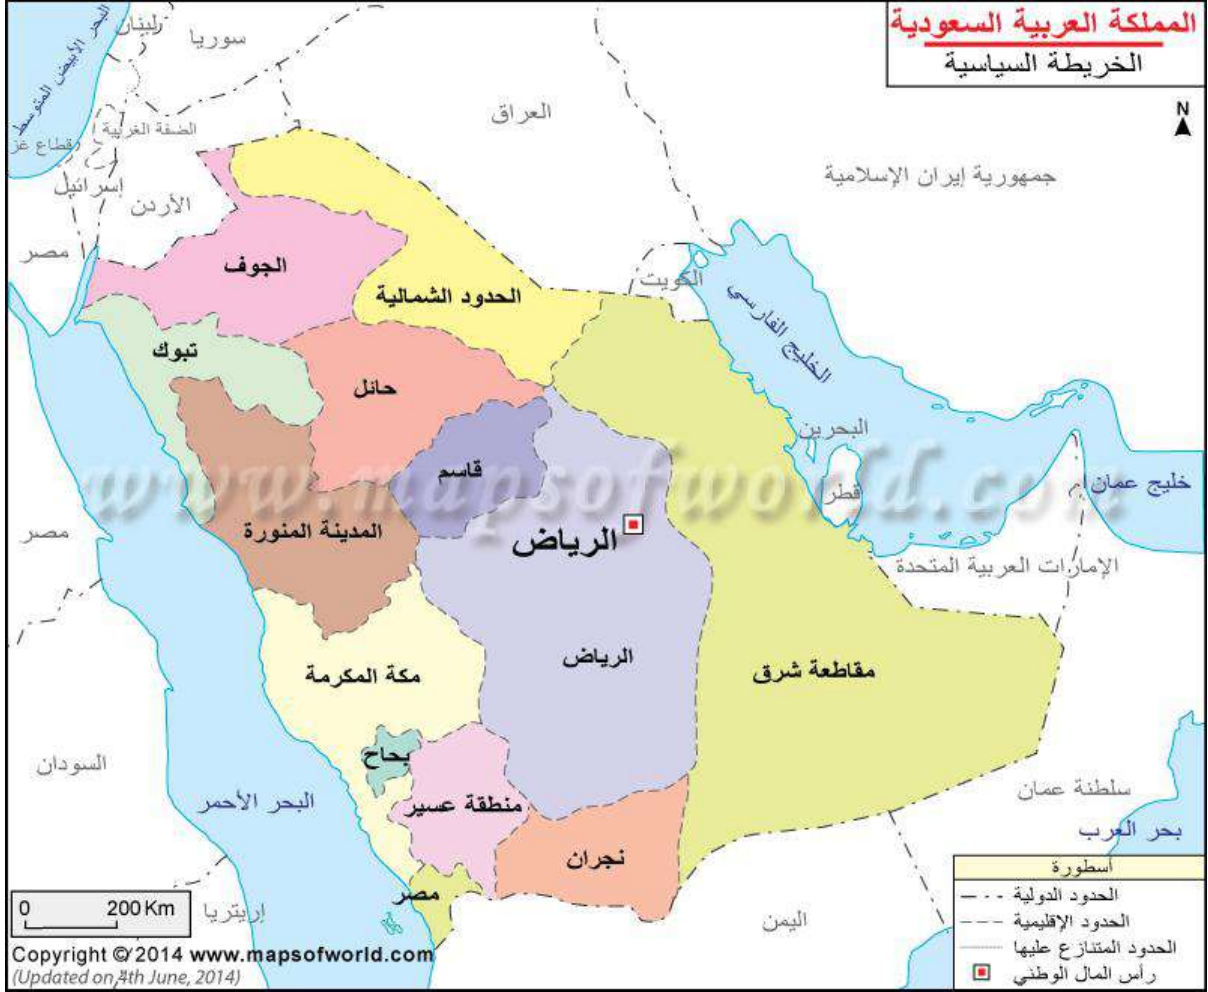 المملكة العربية السعودية
الخريطة السياسية
N
البحر الأبيض المتوسط
لبنان
سوريا
العراق
جمهورية إيران الإسلامية
الضفة الغربية
قطاع غز
إسرائيل
الأردن
مصر
الكويت
الخليج الفارسي
الجوف
الحدود الشمالية
تبوك
حائل
قاسم
البحرين
قطر
خليج عمان
www.mapsofworld.com
المدينة المنورة
الرياض
مصر
الإمارات العربية المتحدة
الرياض
مكة المكرمة
مقاطعة شرق
بحاح
السودان
البحر الأحمر
منطقة عسير
سلطنة عمان
بحر العرب
نجران
مصر
إريتريا
اليمن
أسطورة
الحدود الدولية
الحدود الإقليمية
الحدود المتنازع عليها
رأس المال الوطني
0 200 Km
Copyright © 2014 www.mapsofworld.com
(Updated on 4th June, 2014)